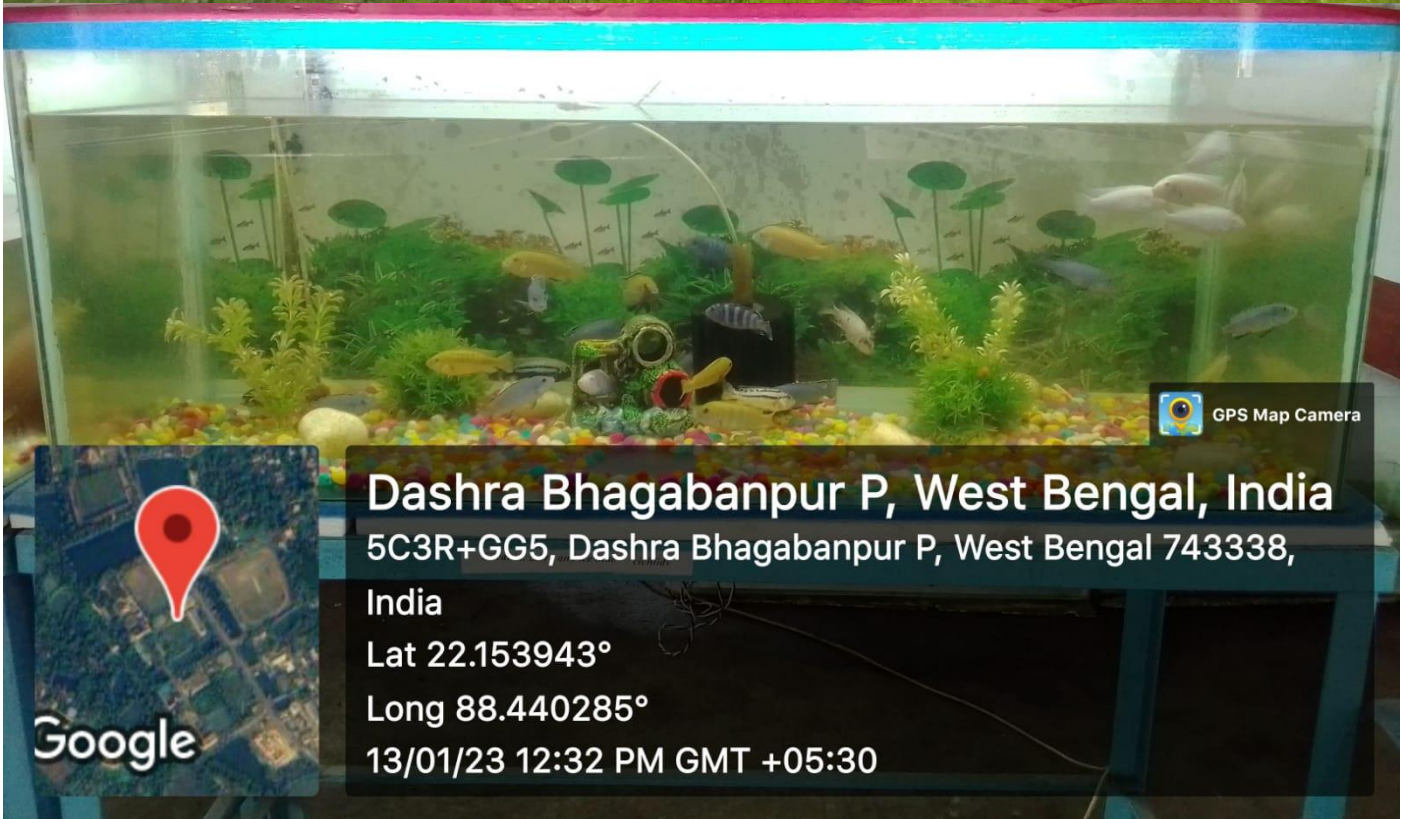 GPS Map Camera
Dashra Bhagabanpur P, West Bengal, India
5C3R+GG5, Dashra Bhagabanpur P, West Bengal 743338,
India
Lat 22.153943°
Long 88.440285°
13/01/23 12:32 PM GMT +05:30
Google